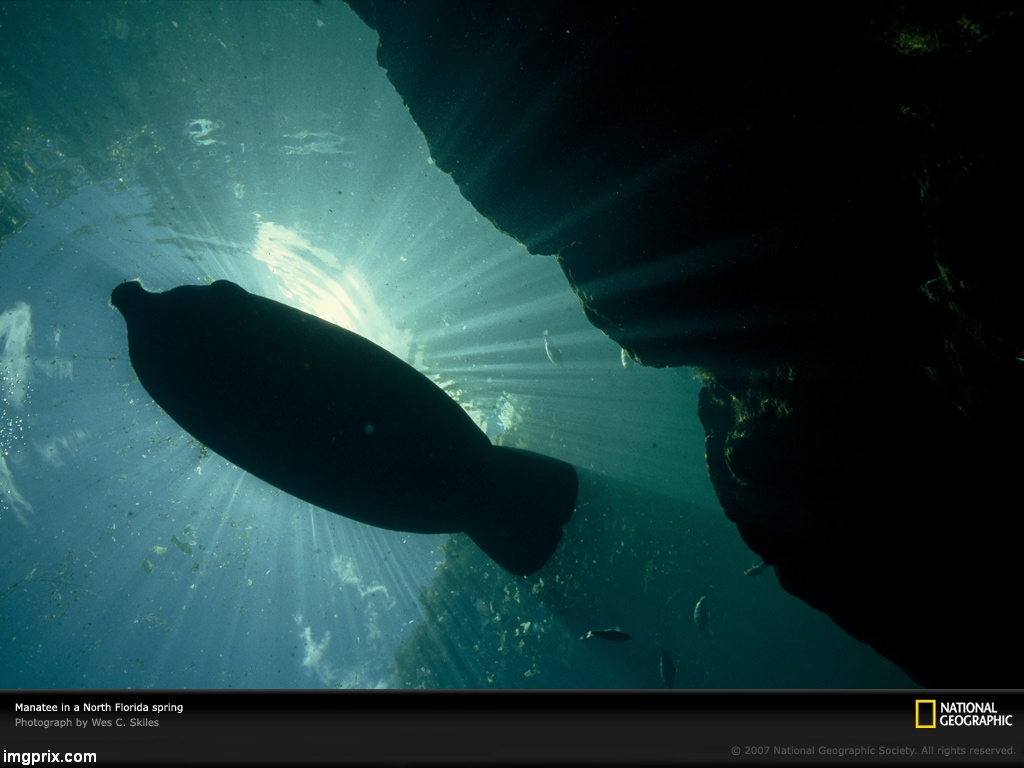 Manatee in a North Florida spring
Photograph by Wes C. Skiles
NATIONAL
GEOGRAPHIC
© 2007 National Geographic Society. All rights reserved.
imgprix.com